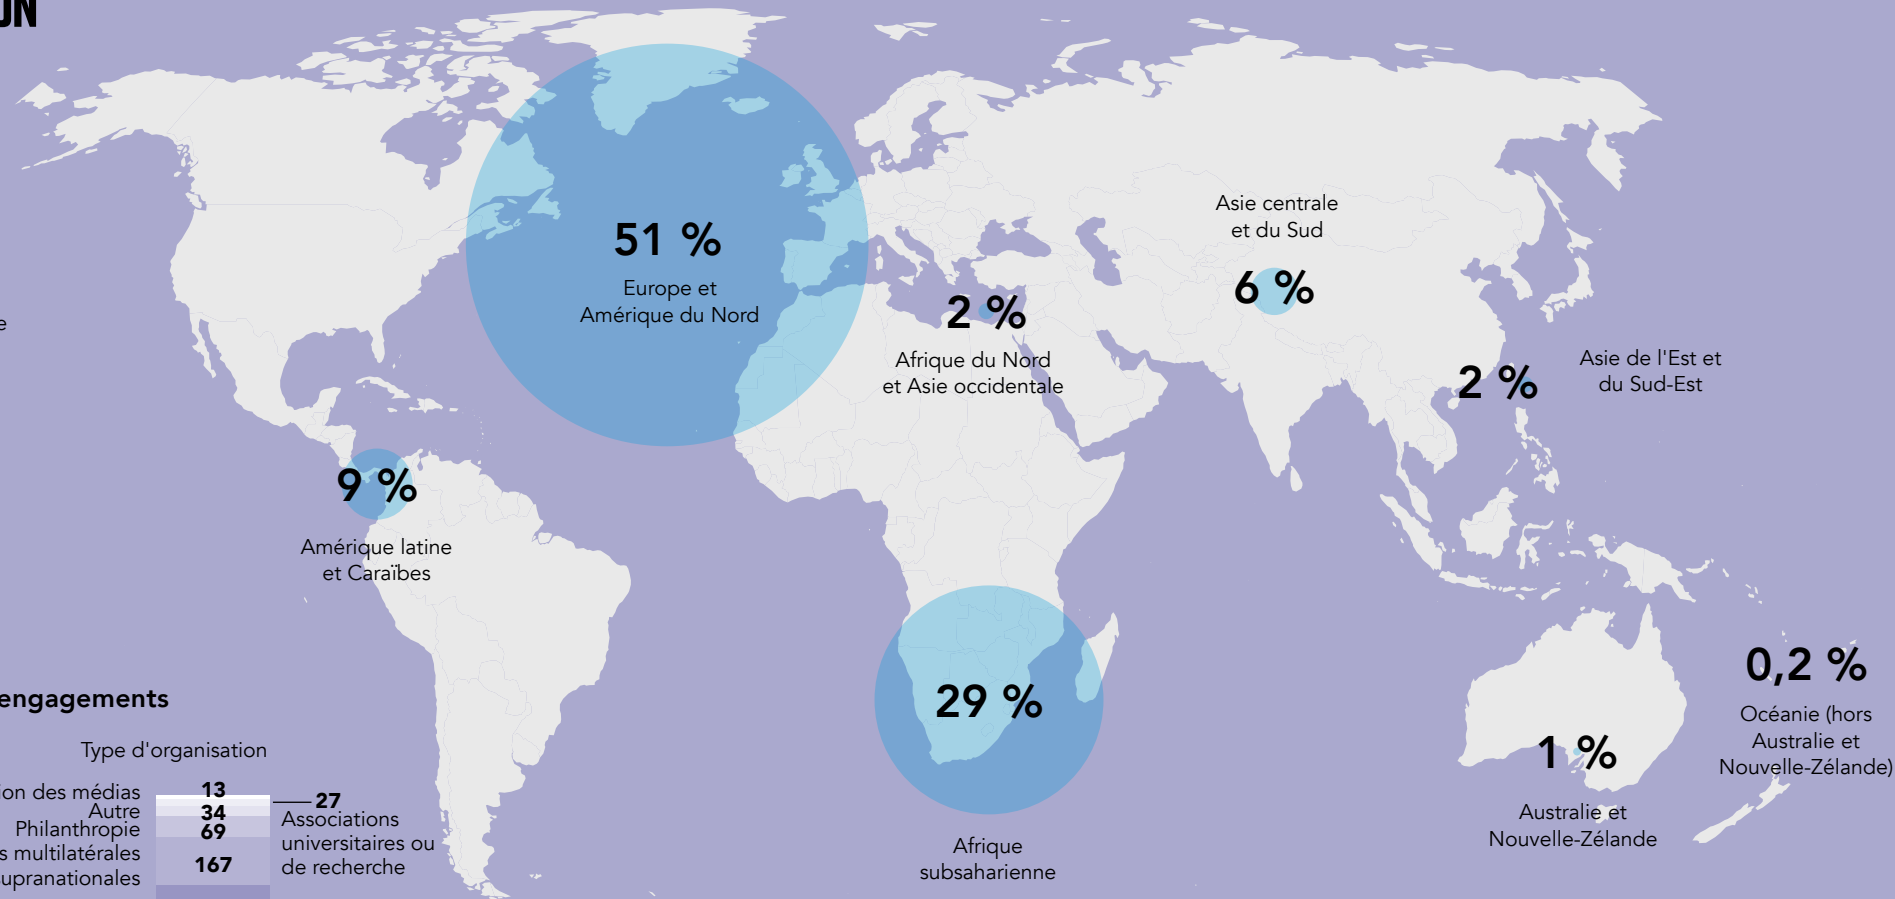 51 %
Europe et
Amérique du Nord
2 %
Afrique du Nord
et Asie occidentale
Asie centrale
et du Sud
6 %
2 %
Asie de l'Est et
du Sud-Est
9 %
Amérique latine
et Caraïbes
29 %
Afrique
subsaharienne
0,2 %
Océanie (hors
Australie et
Nouvelle-Zélande)
1 %
Australie et
Nouvelle-Zélande
engagements
Type d'organisation
des médias 13
27
Associations
universitaires ou
de recherche
Autre 34
Philanthropie 69
multilatérales
167
supranationales